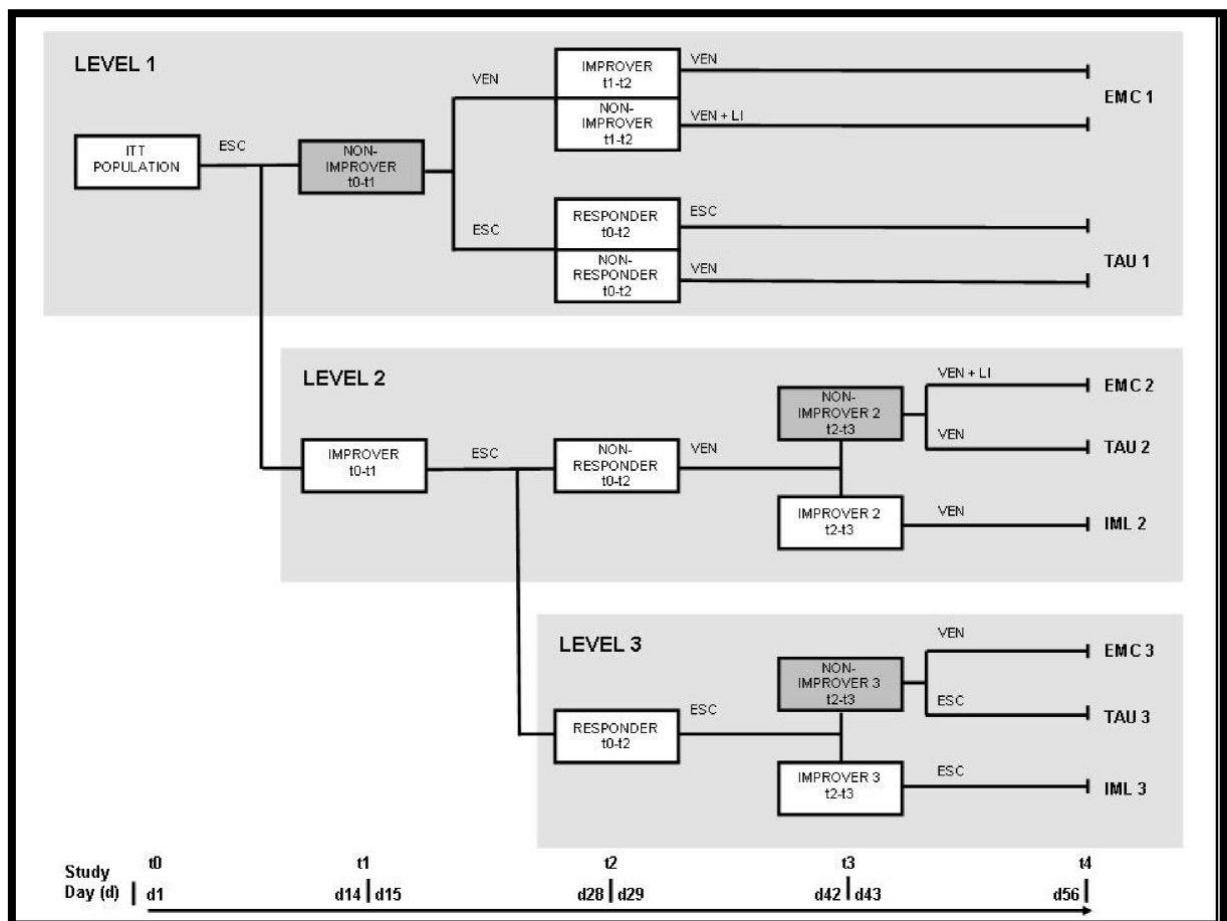 LEVEL 1
ITT
POPULATION
ESC
NON-
IMPROVER
t0-t1
VEN
IMPROVER
t1-t2
VEN
NON-
IMPROVER
t1-t2
VEN + LI
EMC 1
ESC
RESPONDER
t0-t2
ESC
NON-
RESPONDER
t0-t2
VEN
TAU 1
LEVEL 2
IMPROVER
t0-t1
ESC
NON-
RESPONDER
t0-t2
VEN
NON-
IMPROVER 2
t2-t3
VEN + LI
EMC 2
VEN
TAU 2
IMPROVER 2
t2-t3
VEN
IML 2
LEVEL 3
RESPONDER
t0-t2
ESC
NON-
IMPROVER 3
t2-t3
VEN
EMC 3
ESC
TAU 3
IMPROVER 3
t2-t3
ESC
IML 3
t0 t1 t2 t3 t4
Study
Day (d) d1 d14 d15 d28 d29 d42 d43 d56